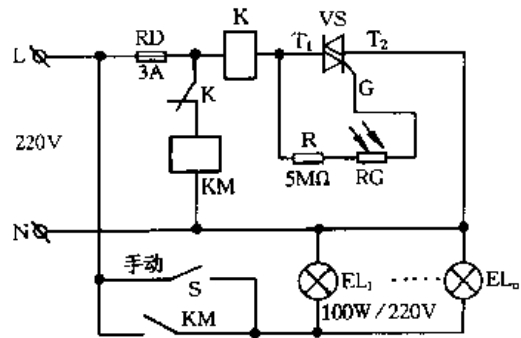 K
VS
L
RD
T₁
T₂
3A
K
G
220V
R
KM
5MΩ
RG
N
手动
S
EL₁
ELₙ
100W/220V
KM